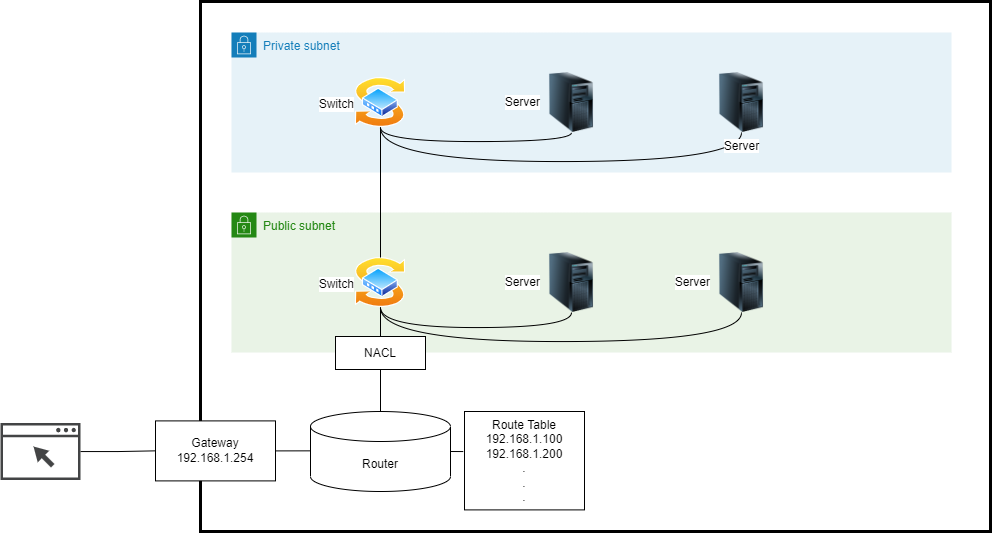 Private subnet
Switch
Server
Server
Public subnet
Switch
Server
Server
NACL
Gateway
192.168.1.254
Router
Route Table
192.168.1.100
192.168.1.200
.
.
.